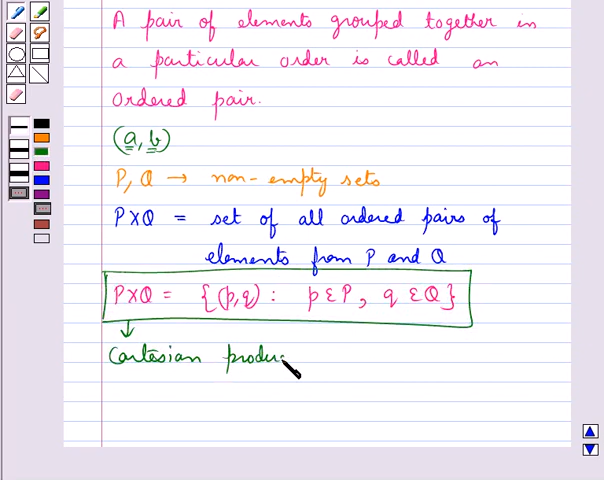 A pair of elements grouped together in
a particular order is called an
ordered pair.
(a, b)
P, Q → non-empty sets
P×Q = set of all ordered pairs of
elements from P and Q
P×Q = {(p,q) : p ∈ P, q ∈ Q}
Cartesian produc